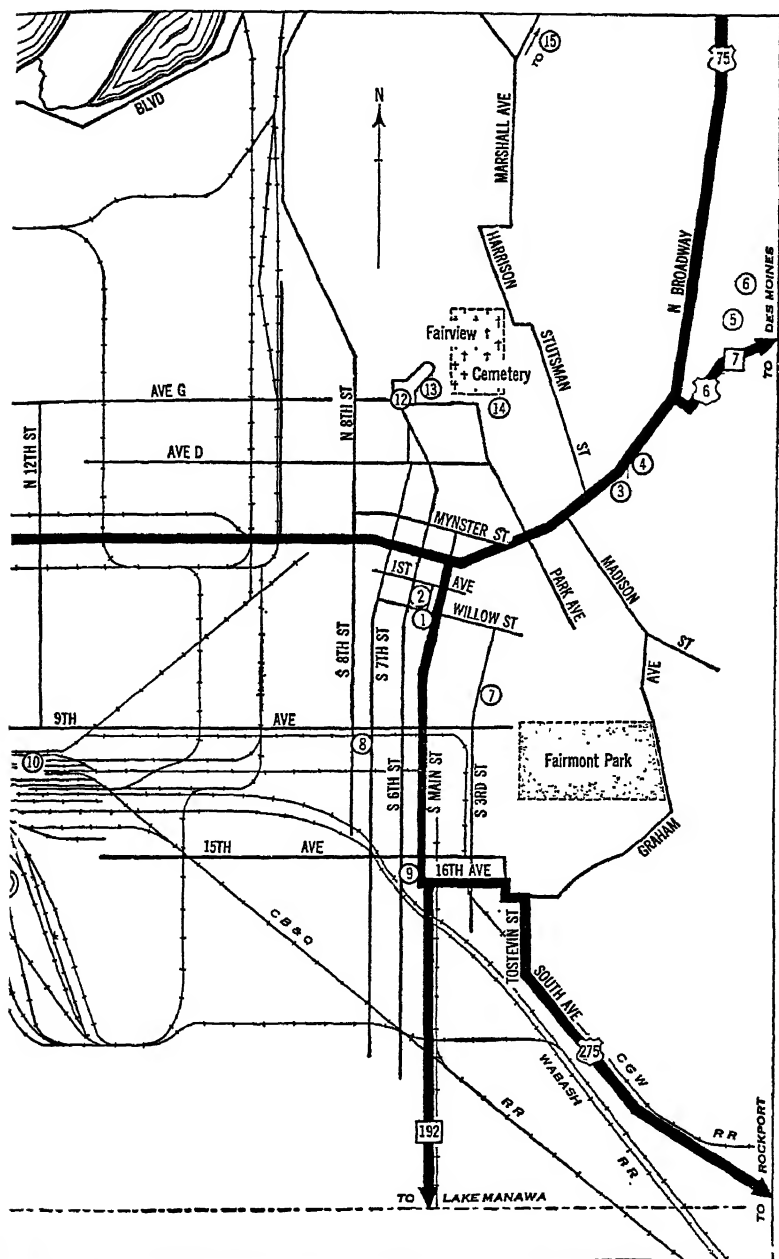 75
15
TO
BLVD
N
MARSHALL AVE
HARRISON
N BROADWAY
6
5
TO DES MOINES
7
6
Fairview
Cemetery
STUTSMAN
ST
12
13
14
AVE G
N 8TH ST
N 12TH ST
AVE D
4
3
MYNSTER ST
1ST
AVE
2
WILLOW ST
1
PARK AVE
MADISON
ST
S 8TH ST
S 7TH ST
AVE
7
9TH
AVE
8
10
S 6TH ST
S MAIN ST
S 3RD ST
Fairmont Park
GRAHAM
15TH
AVE
9
16TH AVE
CB & Q
TOSTEVIN ST
SOUTH AVE
275
CGW
WABASH
RR
RR
RR
192
TO
LAKE MANAWA
TO ROCKPORT